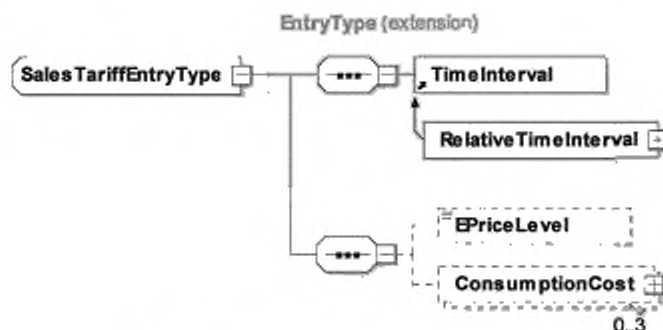 EntryType (extension)
SalesTariffEntryType
TimeInterval
RelativeTimeInterval
EPriceLevel
ConsumptionCost
0..3